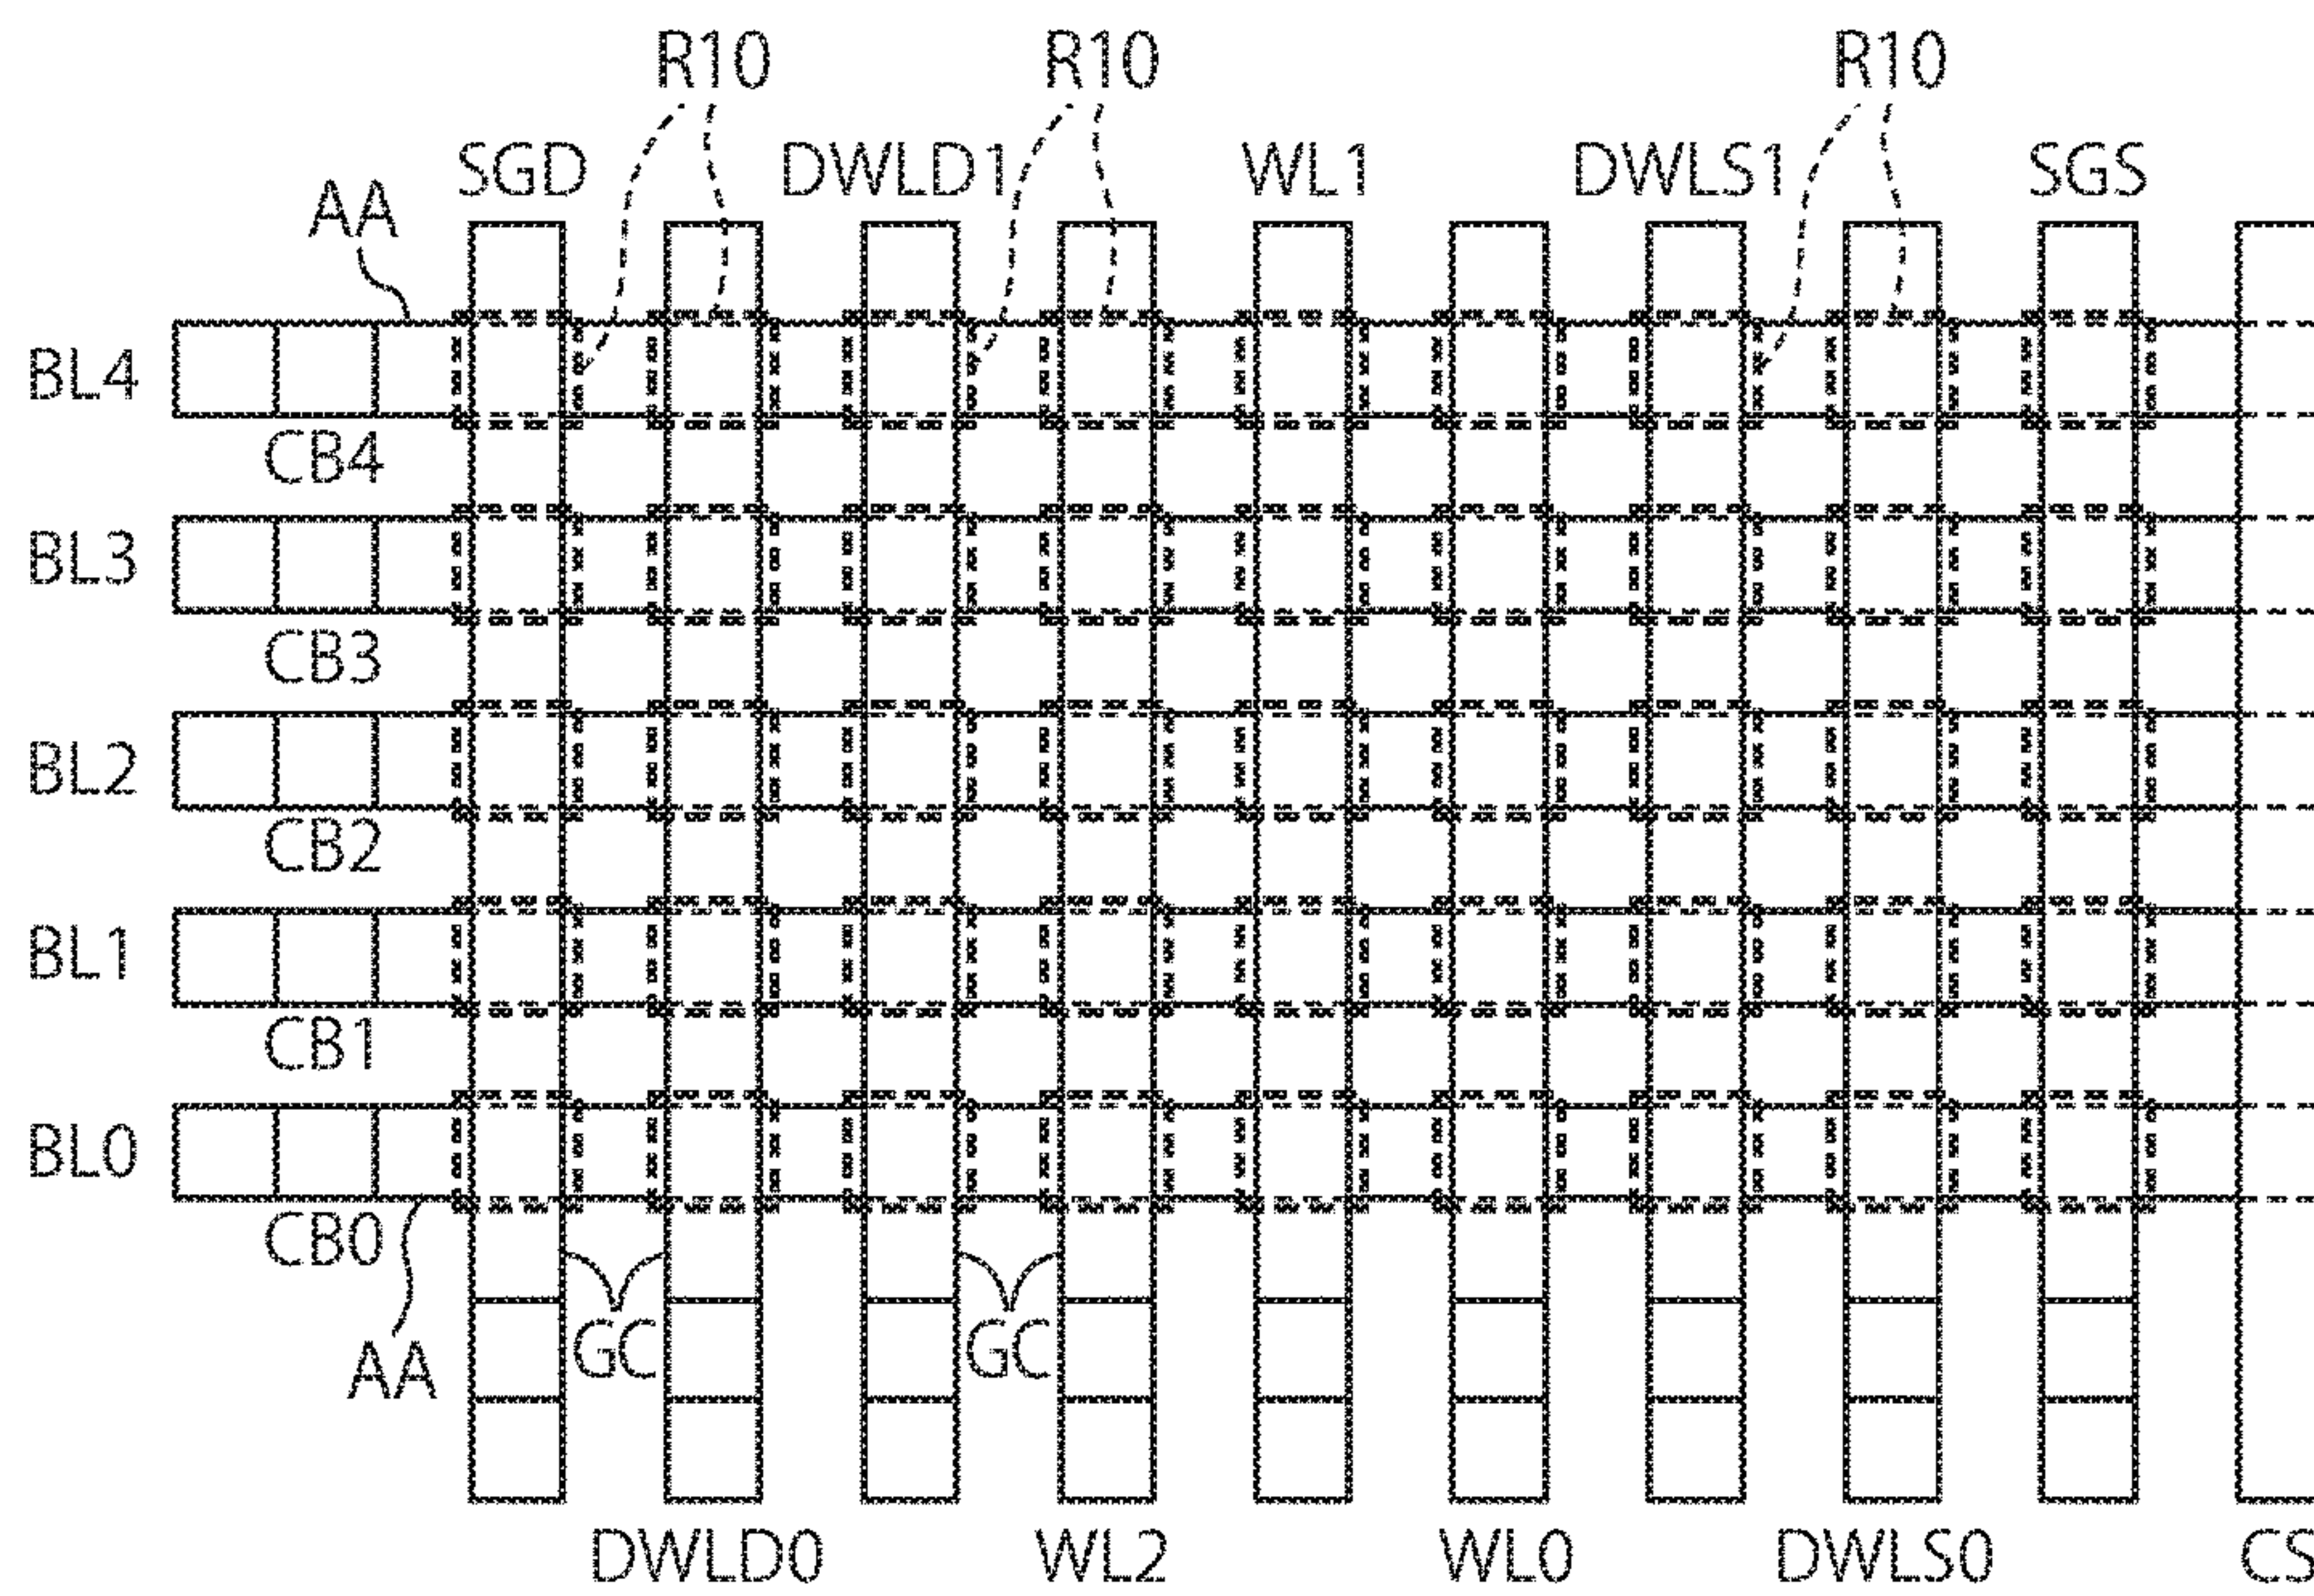 R10 R10 R10
SGD DWLD1 WL1 DWLS1 SGS
AA
BL4
CB4
BL3
CB3
BL2
CB2
BL1
CB1
BL0
CB0
GC GC
AA
DWLD0 WL2 WL0 DWLS0 CS